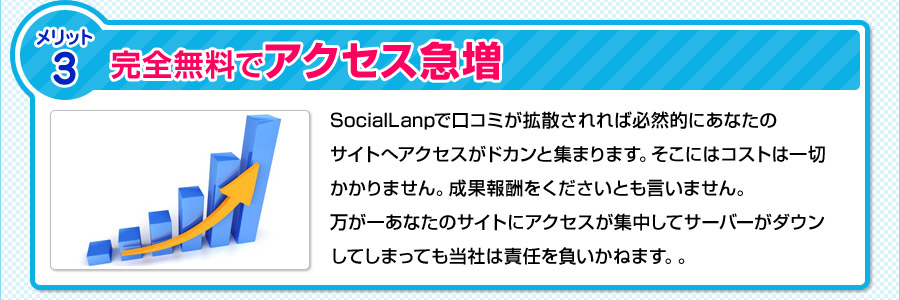 メリット
3
完全無料でアクセス急増
SocialLanpで口コミが拡散されれば必然的にあなたの
サイトへアクセスがドカンと集まります。そこにはコストは一切
かかりません。成果報酬をくださいとも言いません。
万が一あなたのサイトにアクセスが集中してサーバーがダウン
してしまっても当社は責任を負いかねます。。